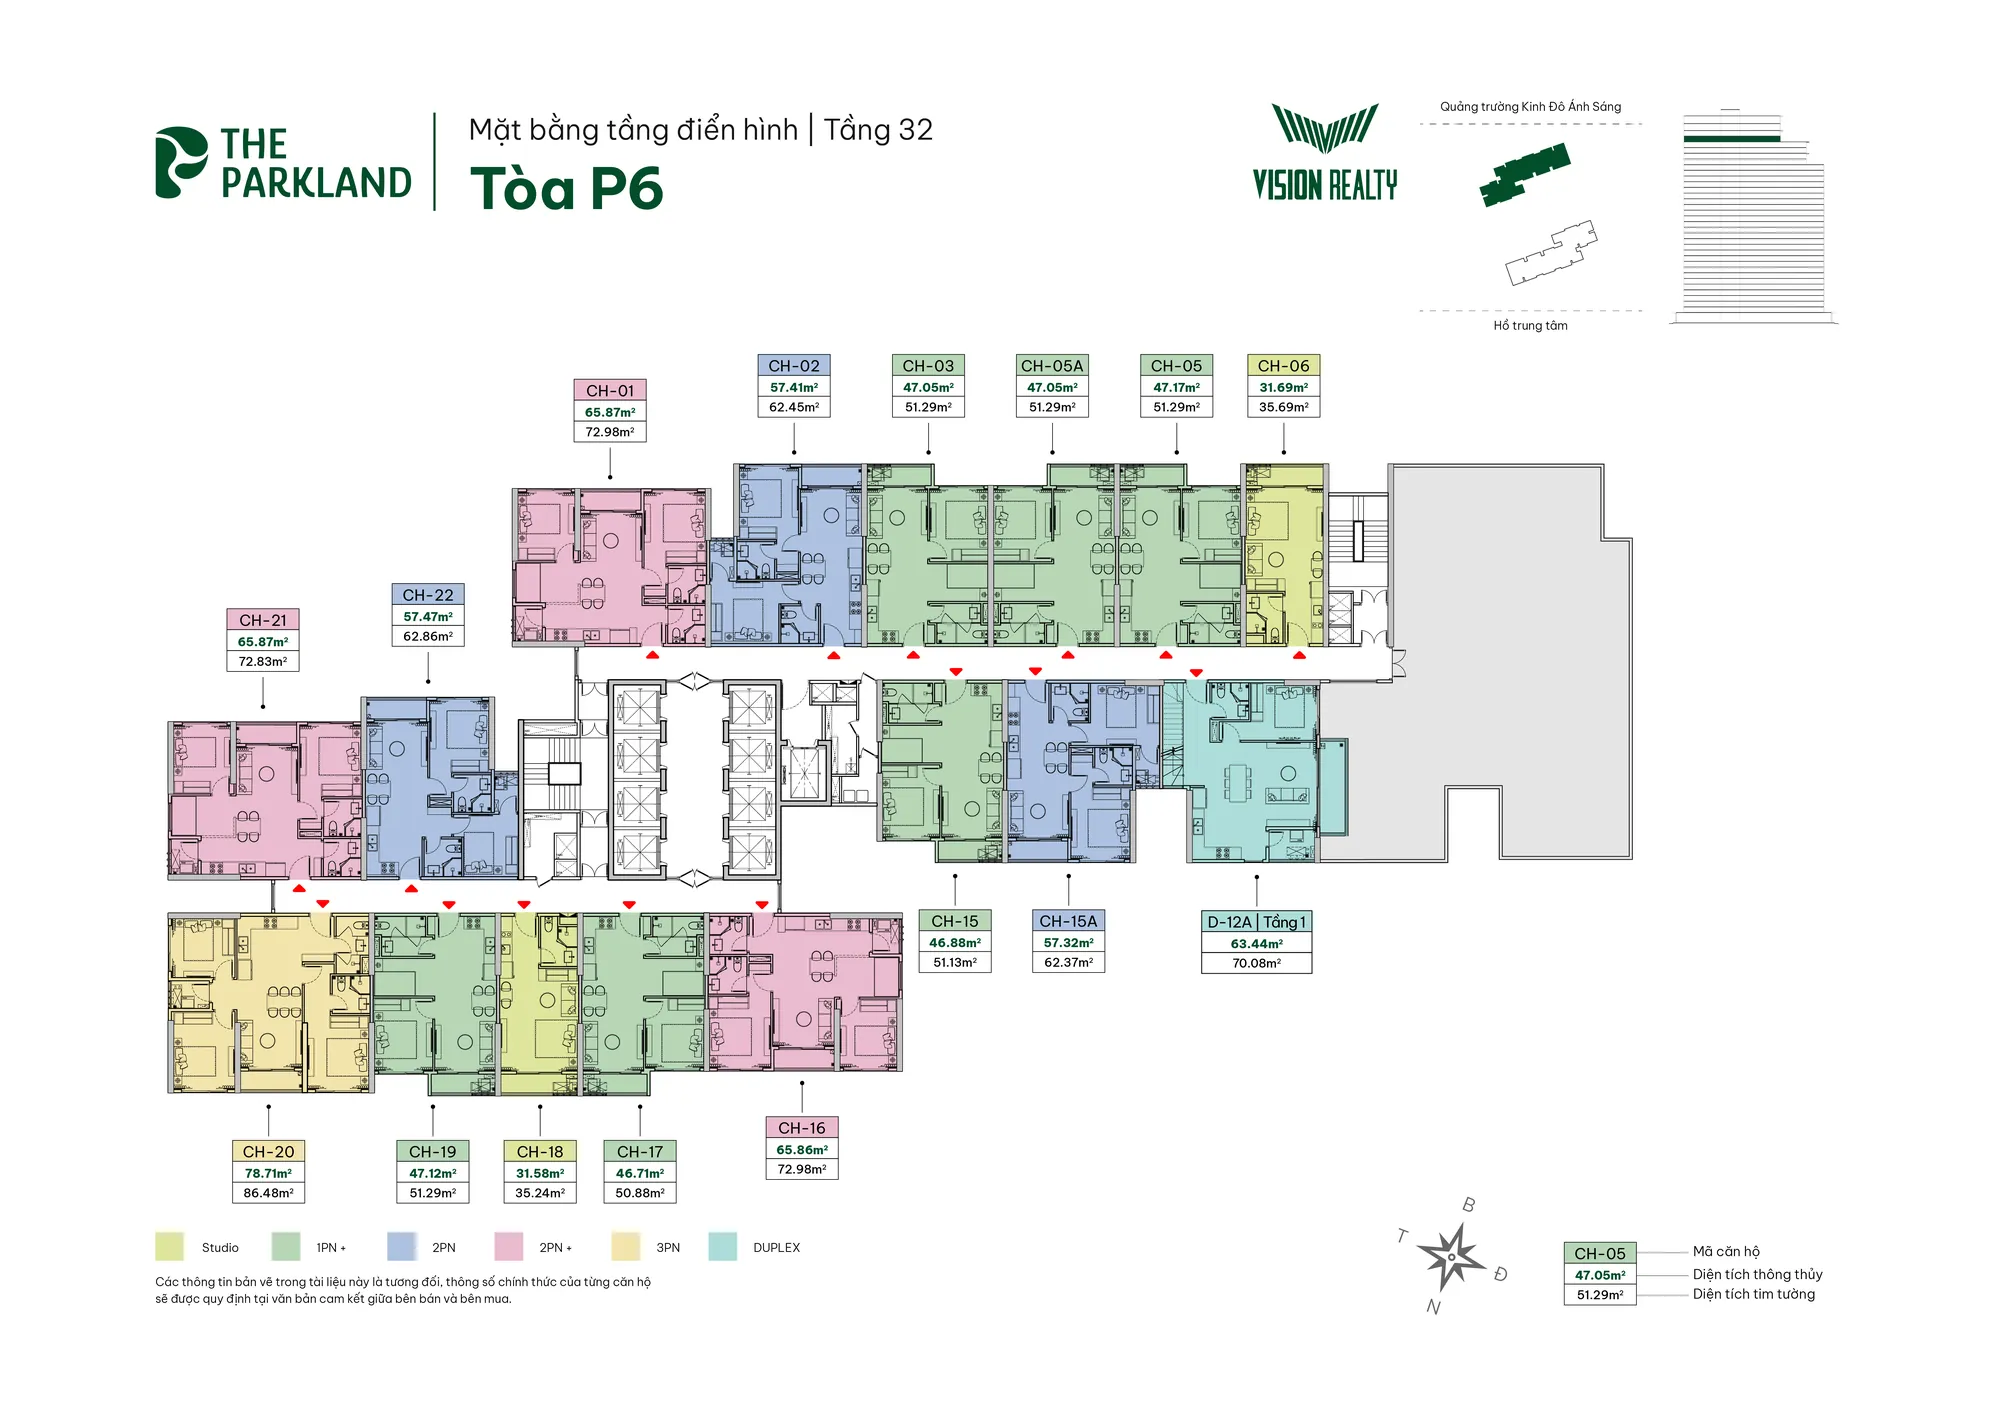 THE
PARKLAND
Mặt bằng tầng điển hình | Tầng 32
Tòa P6
VISION REALTY
Quảng trường Kinh Đô Ánh Sáng
Hồ trung tâm
CH-01
65.87m²
72.98m²
CH-02
57.41m²
62.45m²
CH-03
47.05m²
51.29m²
CH-05A
47.05m²
51.29m²
CH-05
47.17m²
51.29m²
CH-06
31.69m²
35.69m²
CH-21
65.87m²
72.83m²
CH-22
57.47m²
62.86m²
CH-15
46.88m²
51.13m²
CH-15A
57.32m²
62.37m²
D-12A | Tầng 1
63.44m²
70.08m²
CH-20
78.71m²
86.48m²
CH-19
47.12m²
51.29m²
CH-18
31.58m²
35.24m²
CH-17
46.71m²
50.88m²
CH-16
65.86m²
72.98m²
Studio
1PN +
2PN
2PN +
3PN
DUPLEX
Các thông tin bản vẽ trong tài liệu này là tương đối, thông số chính thức của từng căn hộ
sẽ được quy định tại văn bản cam kết giữa bên bán và bên mua.
B
T
Đ
N
CH-05
47.05m²
51.29m²
Mã căn hộ
Diện tích thông thủy
Diện tích tim tường